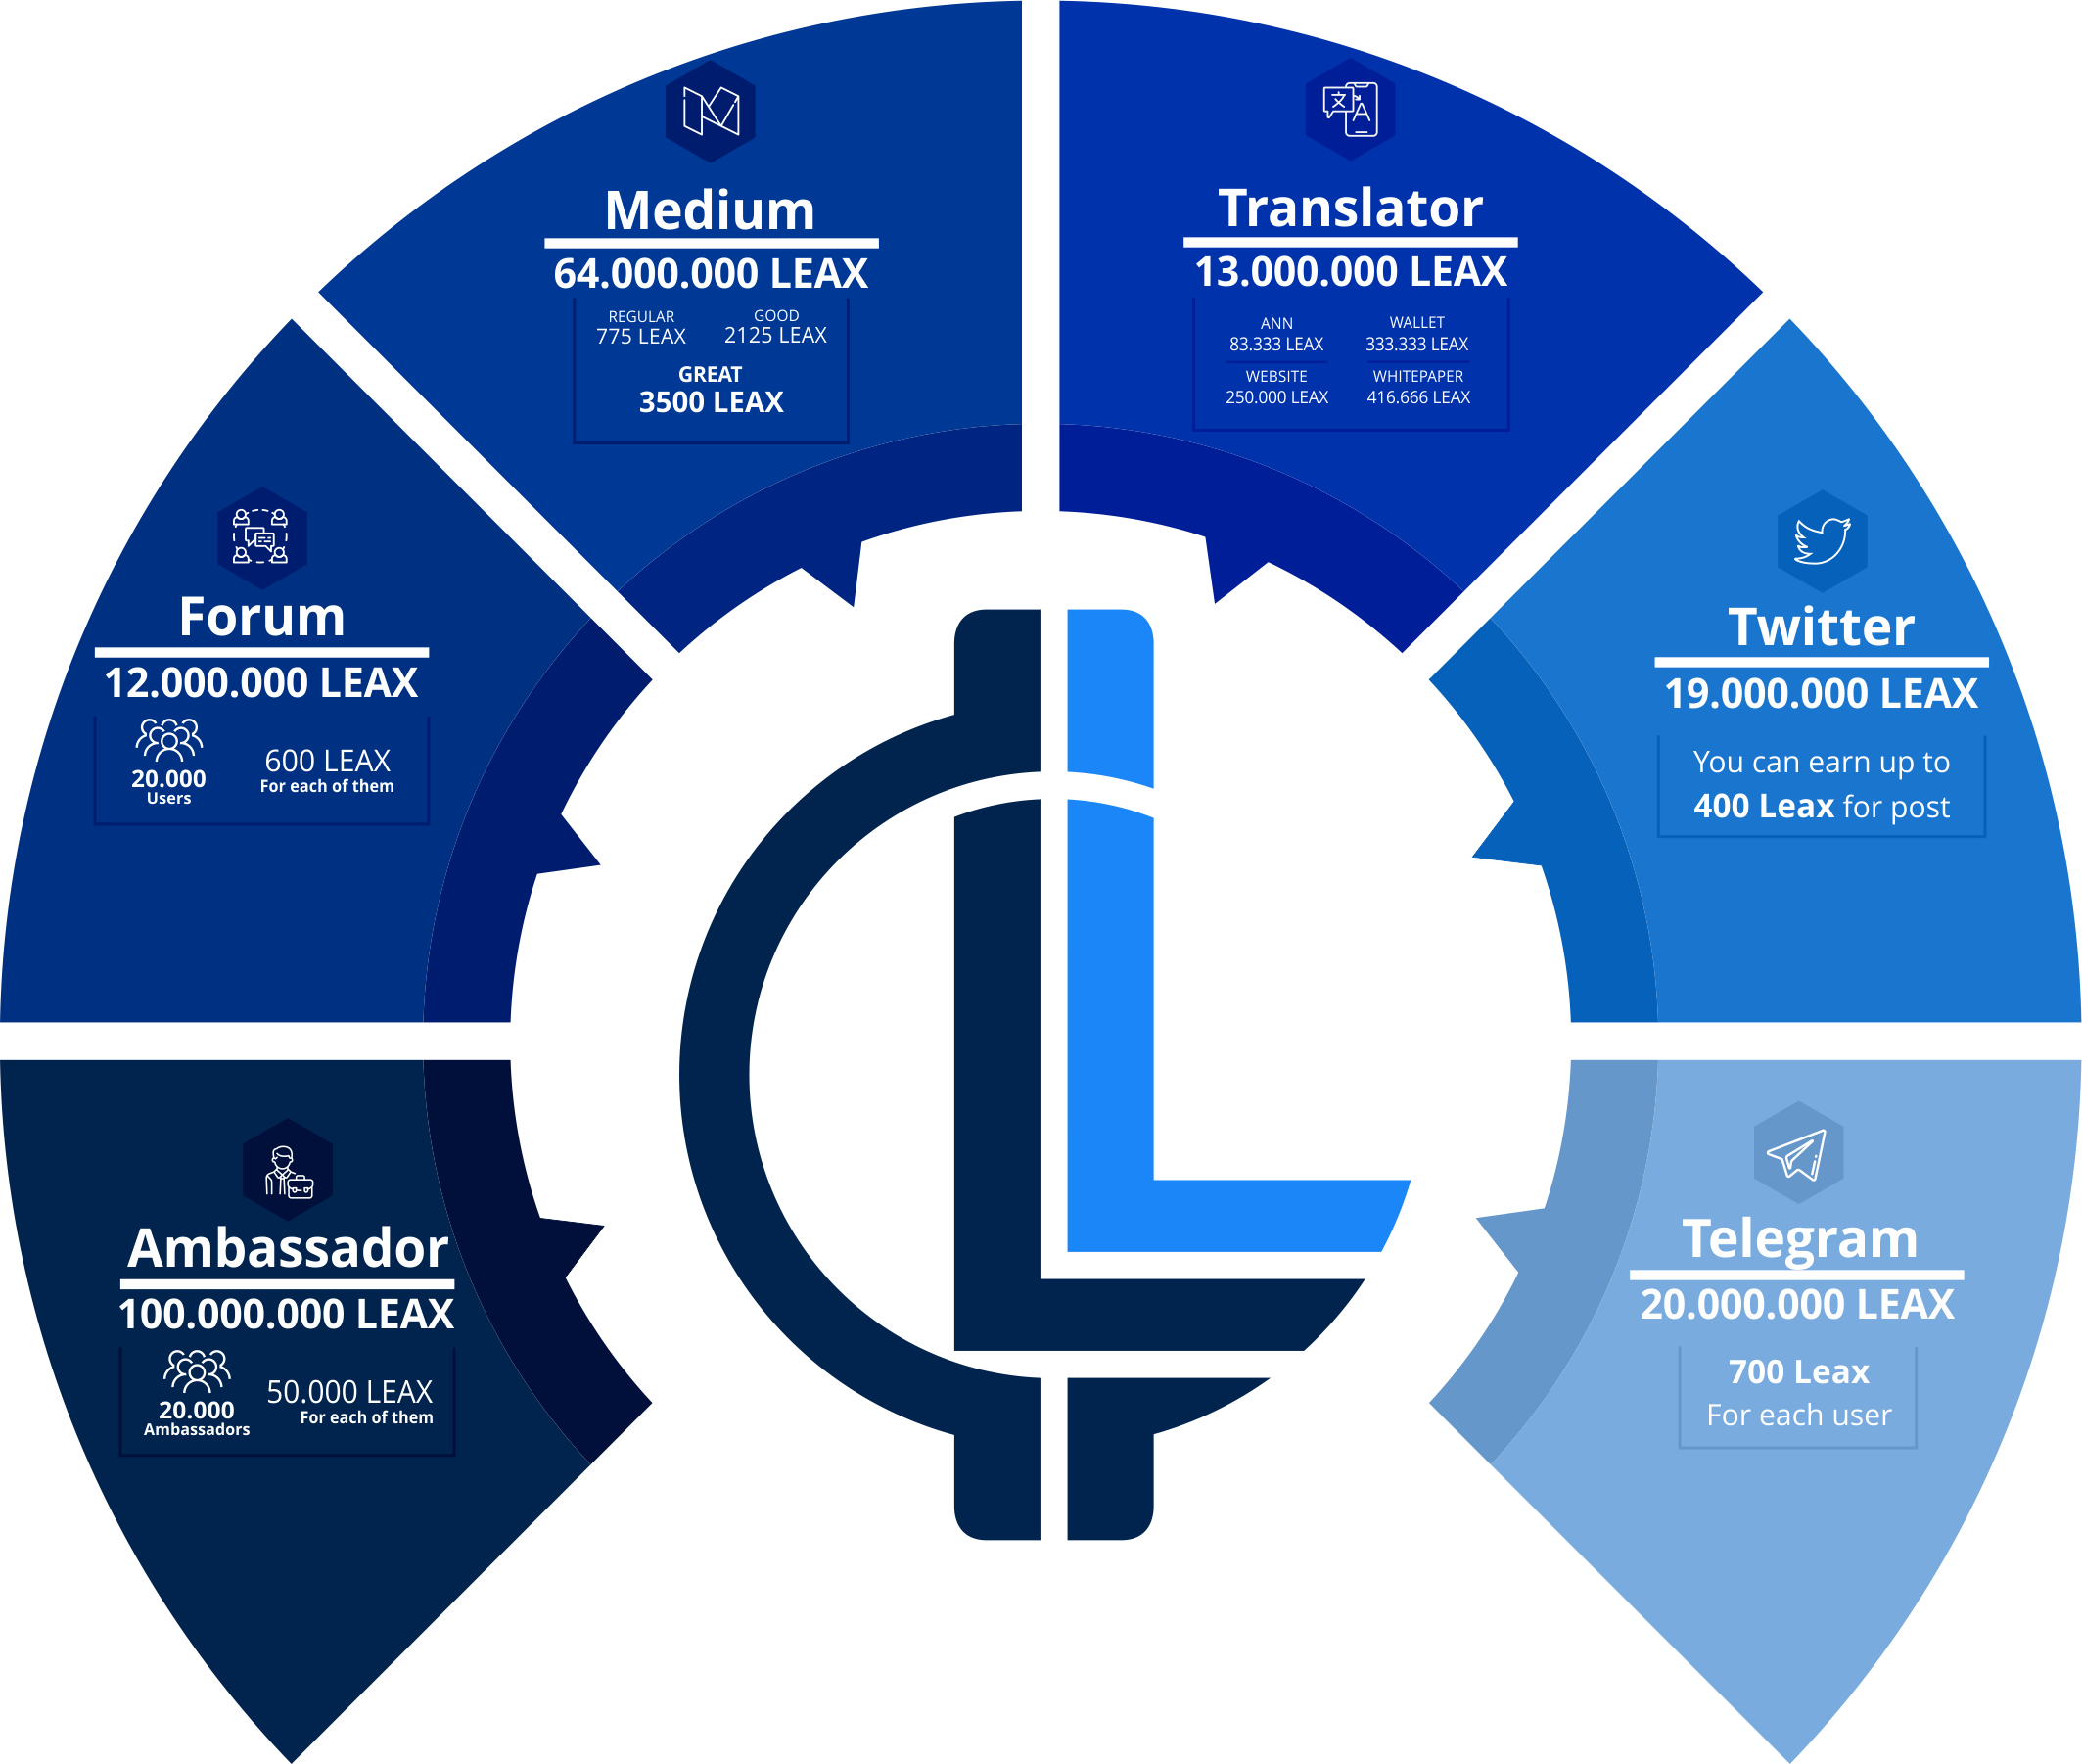 Medium
64.000.000 LEAX
REGULAR
775 LEAX
GOOD
2125 LEAX
GREAT
3500 LEAX
Translator
13.000.000 LEAX
ANN
83.333 LEAX
WALLET
333.333 LEAX
WEBSITE
250.000 LEAX
WHITEPAPER
416.666 LEAX
Forum
12.000.000 LEAX
20.000
Users
600 LEAX
For each of them
Twitter
19.000.000 LEAX
You can earn up to
400 Leax for post
Ambassador
100.000.000 LEAX
20.000
Ambassadors
50.000 LEAX
For each of them
Telegram
20.000.000 LEAX
700 Leax
For each user